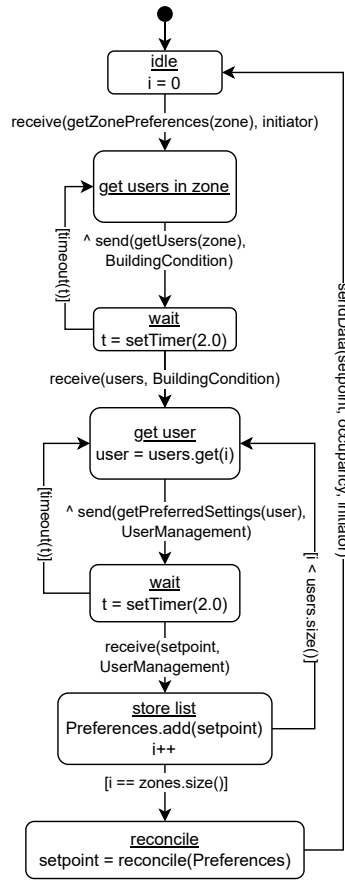 idle
i = 0
receive(getZonePreferences(zone), initiator)
get users in zone
[timeout(t)]
^ send(getUsers(zone),
BuildingCondition)
wait
t = setTimer(2.0)
receive(users, BuildingCondition)
get user
user = users.get(i)
[timeout(t)]
^ send(getPreferredSettings(user),
UserManagement)
wait
t = setTimer(2.0)
[i < users.size()]
receive(setpoint,
UserManagement)
store list
Preferences.add(setpoint)
i++
[i == zones.size()]
reconcile
setpoint = reconcile(Preferences)
sendData(setpoint, occupancy, initiator)